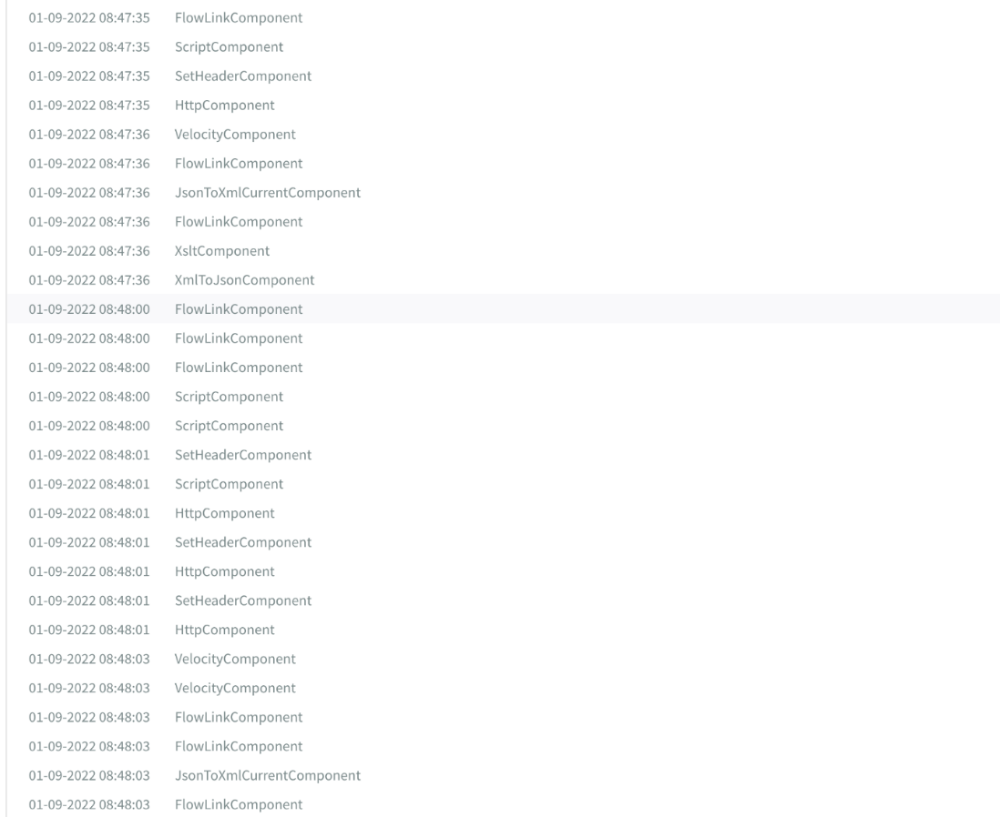 01-09-2022 08:47:35 FlowLinkComponent
01-09-2022 08:47:35 ScriptComponent
01-09-2022 08:47:35 SetHeaderComponent
01-09-2022 08:47:35 HttpComponent
01-09-2022 08:47:36 VelocityComponent
01-09-2022 08:47:36 FlowLinkComponent
01-09-2022 08:47:36 JsonToXmlCurrentComponent
01-09-2022 08:47:36 FlowLinkComponent
01-09-2022 08:47:36 XsltComponent
01-09-2022 08:47:36 XmlToJsonComponent
01-09-2022 08:48:00 FlowLinkComponent
01-09-2022 08:48:00 FlowLinkComponent
01-09-2022 08:48:00 FlowLinkComponent
01-09-2022 08:48:00 ScriptComponent
01-09-2022 08:48:00 ScriptComponent
01-09-2022 08:48:01 SetHeaderComponent
01-09-2022 08:48:01 ScriptComponent
01-09-2022 08:48:01 HttpComponent
01-09-2022 08:48:01 SetHeaderComponent
01-09-2022 08:48:01 HttpComponent
01-09-2022 08:48:01 SetHeaderComponent
01-09-2022 08:48:01 HttpComponent
01-09-2022 08:48:03 VelocityComponent
01-09-2022 08:48:03 VelocityComponent
01-09-2022 08:48:03 FlowLinkComponent
01-09-2022 08:48:03 FlowLinkComponent
01-09-2022 08:48:03 JsonToXmlCurrentComponent
01-09-2022 08:48:03 FlowLinkComponent